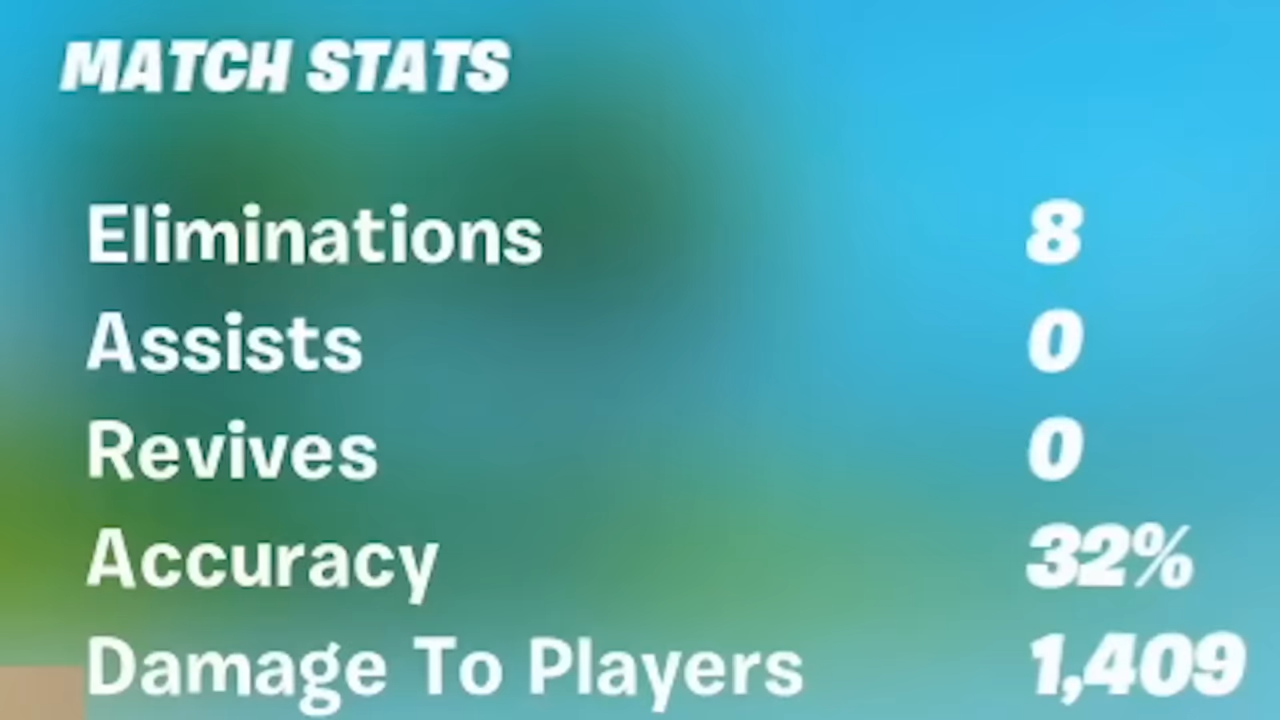 MATCH STATS
Eliminations 8
Assists 0
Revives 0
Accuracy 32%
Damage To Players 1,409